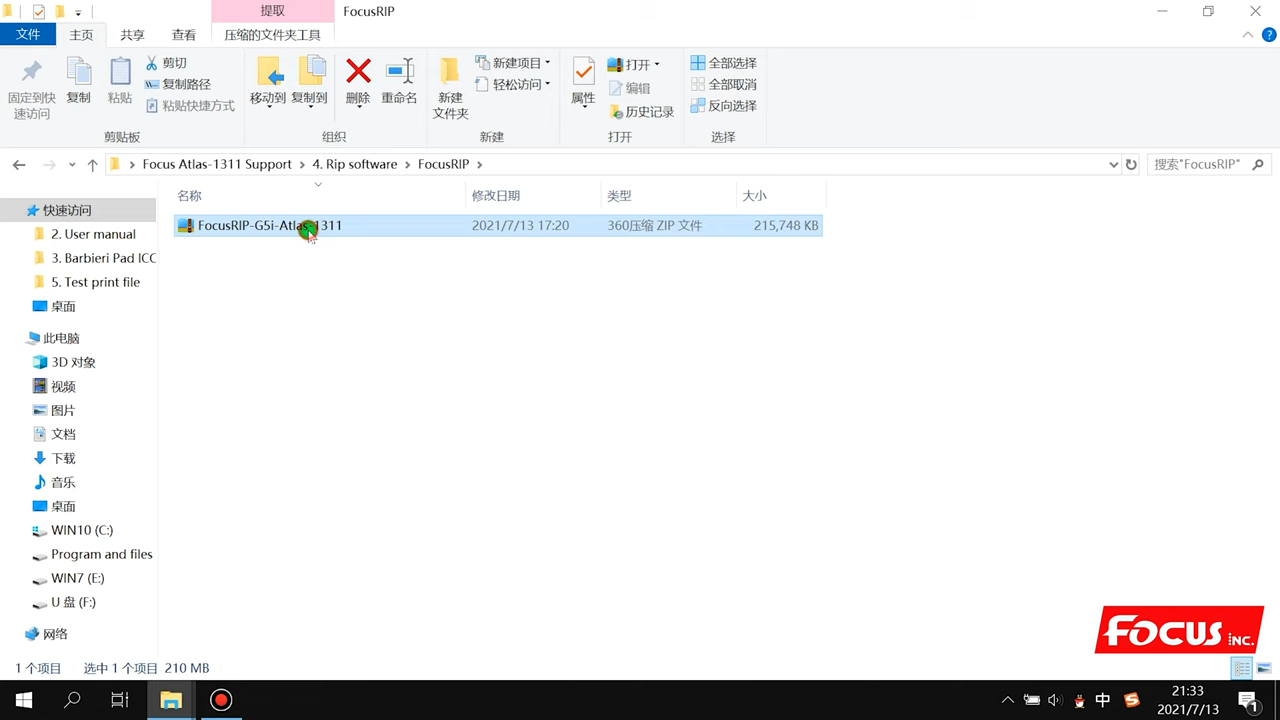 提取
FocusRIP
文件
主页
共享
查看
压缩的文件夹工具
固定到快速访问
复制
粘贴
剪切
复制路径
粘贴快捷方式
剪贴板
移动到
复制到
删除
重命名
组织
新建
文件夹
新建项目
轻松访问
新建
属性
打开
编辑
历史记录
打开
全部选择
全部取消
反向选择
选择
Focus Atlas-1311 Support
4. Rip software
FocusRIP
搜索"FocusRIP"
名称
修改日期
类型
大小
FocusRIP-G5i-Atlas-1311
2021/7/13 17:20
360压缩 ZIP 文件
215,748 KB
快速访问
2. User manual
3. Barbieri Pad ICC
5. Test print file
桌面
此电脑
3D 对象
视频
图片
文档
下载
音乐
桌面
WIN10 (C:)
Program and files
WIN7 (E:)
U 盘 (F:)
网络
1 个项目
选中 1 个项目 210 MB
FOCUS INC.
中
21:33
2021/7/13
1